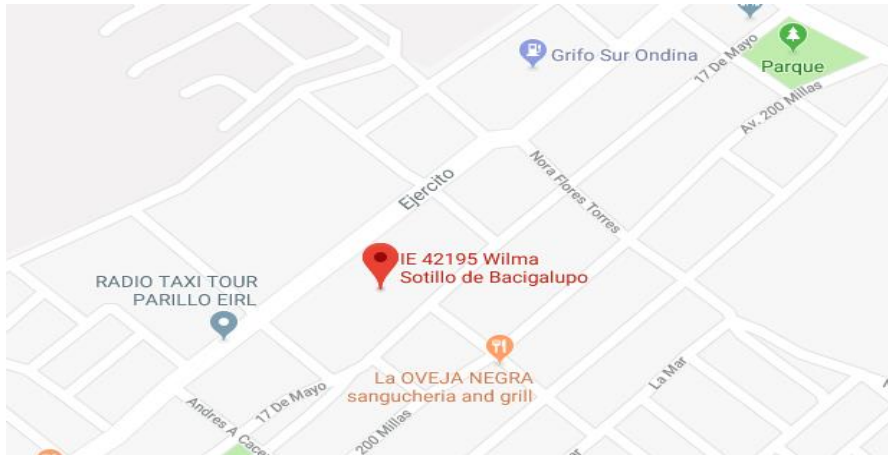 Grifo Sur Ondina
17 De Mayo
Parque
Av. 200 Millas
Nora Flores Torres
Ejercito
IE 42195 Wilma
Sotillo de Bacigalupo
RADIO TAXI TOUR
PARILLO EIRL
La OVEJA NEGRA
sangucheria and grill
La Mar
17 De Mayo
Andres A Cace
200 Millas